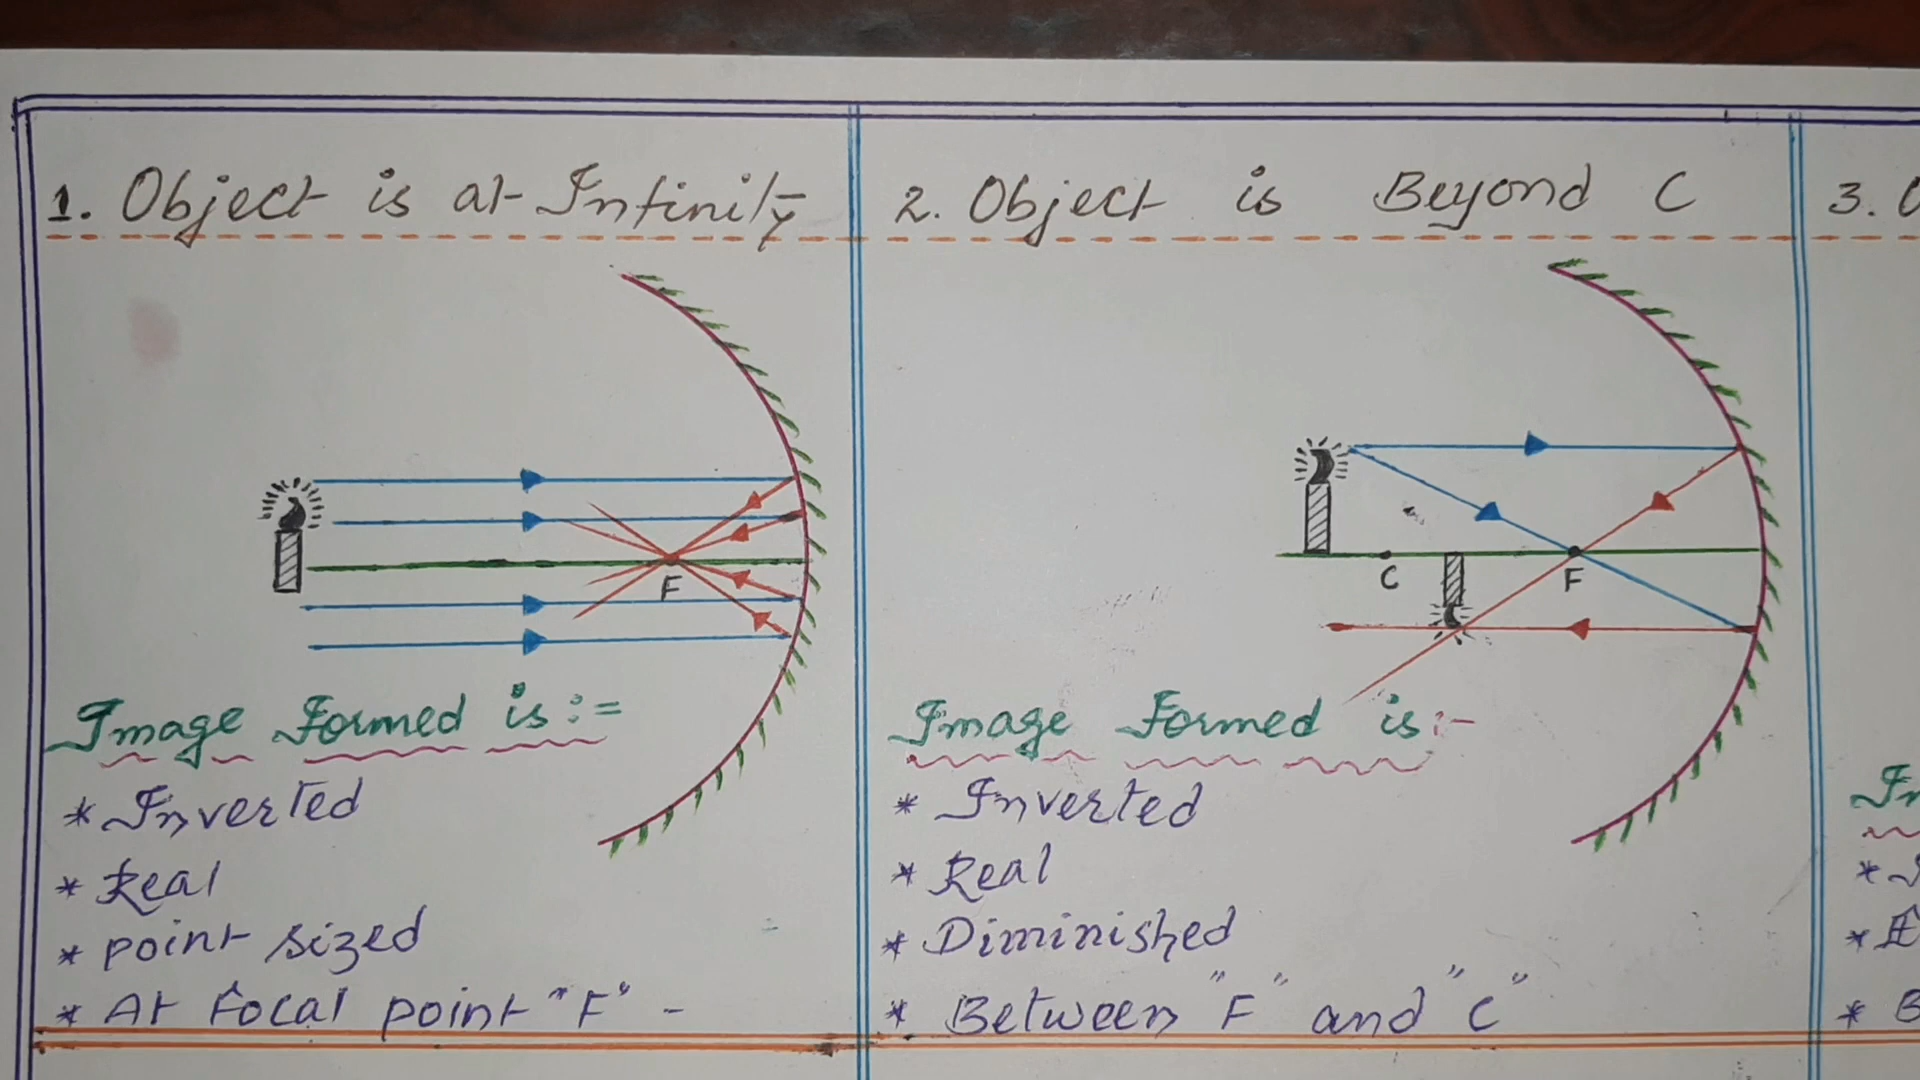 1. Object is at Infinity
F
Image Formed is :=
* Inverted
* Real
* point sized
* At Focal point "F" -
2. Object is Beyond C
C
F
Image Formed is :-
* Inverted
* Real
* Diminished
* Between "F" and "C"
3.